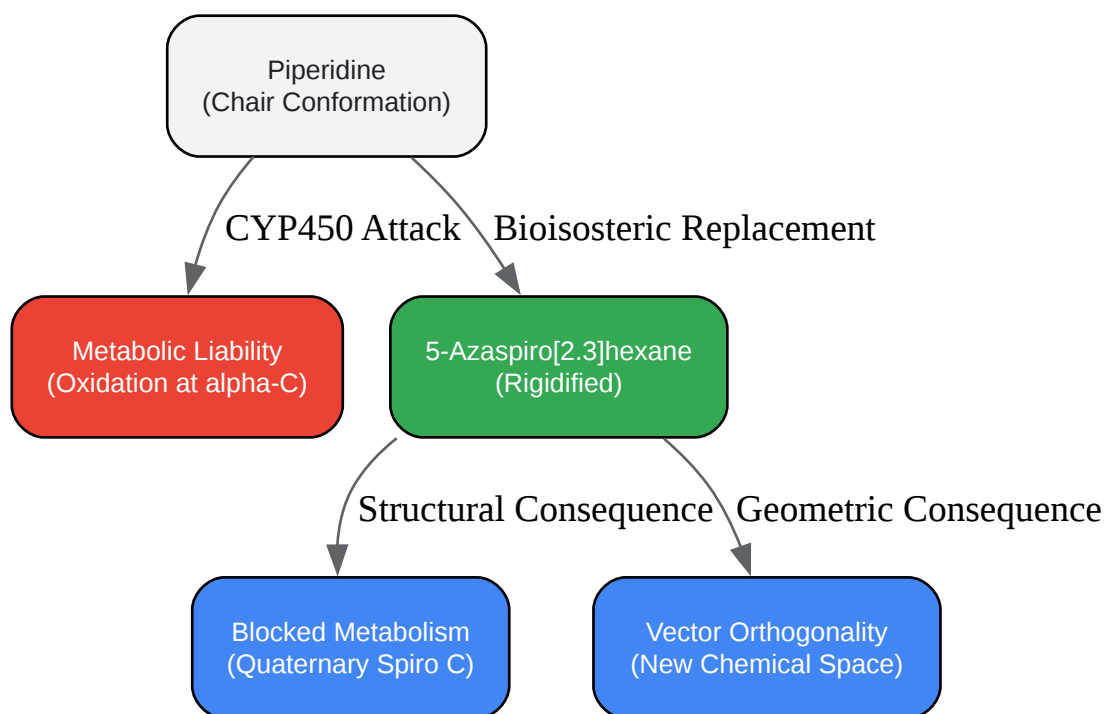 Piperidine
(Chair Conformation)
CYP450 Attack
Bioisosteric Replacement
Metabolic Liability
(Oxidation at alpha-C)
5-Azaspiro[2.3]hexane
(Rigidified)
Structural Consequence
Geometric Consequence
Blocked Metabolism
(Quaternary Spiro C)
Vector Orthogonality
(New Chemical Space)